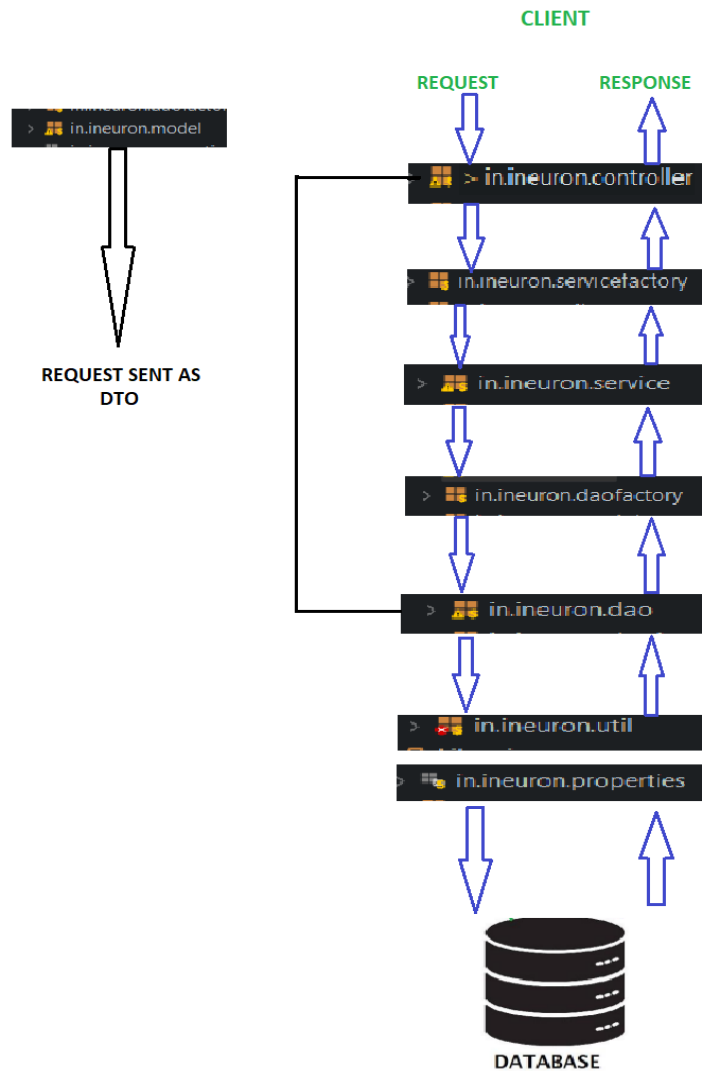 CLIENT
REQUEST RESPONSE
in.ineuron.model
REQUEST SENT AS
DTO
in.ineuron.controller
in.ineuron.servicefactory
in.ineuron.service
in.ineuron.daofactory
in.ineuron.dao
in.ineuron.util
in.ineuron.properties
DATABASE